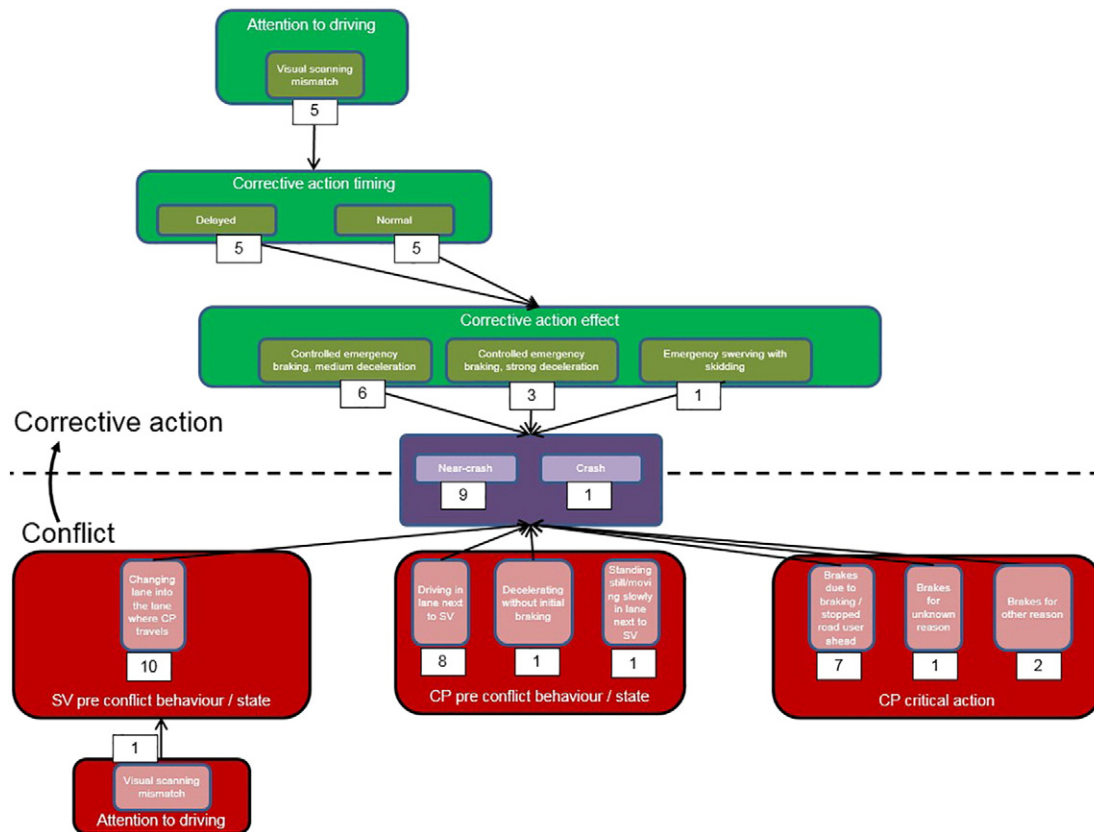 Attention to driving
Visual scanning
mismatch
5
Corrective action timing
Delayed
Normal
5
5
Corrective action effect
Controlled emergency
braking, medium deceleration
Controlled emergency
braking, strong deceleration
Emergency swerving with
skidding
6
3
1
Corrective action
Near-crash
Crash
9
1
Conflict
Changing
lane into
the lane
where CP
travels
10
SV pre conflict behaviour / state
Driving in
lane next
to SV
8
Decelerating
without initial
braking
1
Standing
still/movi
ng slowly
in lane
next to
SV
1
CP pre conflict behaviour / state
Brakes
due to
braking /
stopped
road user
ahead
7
Brakes
for
unknown
reason
1
Brakes for other
reason
2
CP critical action
1
Visual scanning
mismatch
Attention to driving